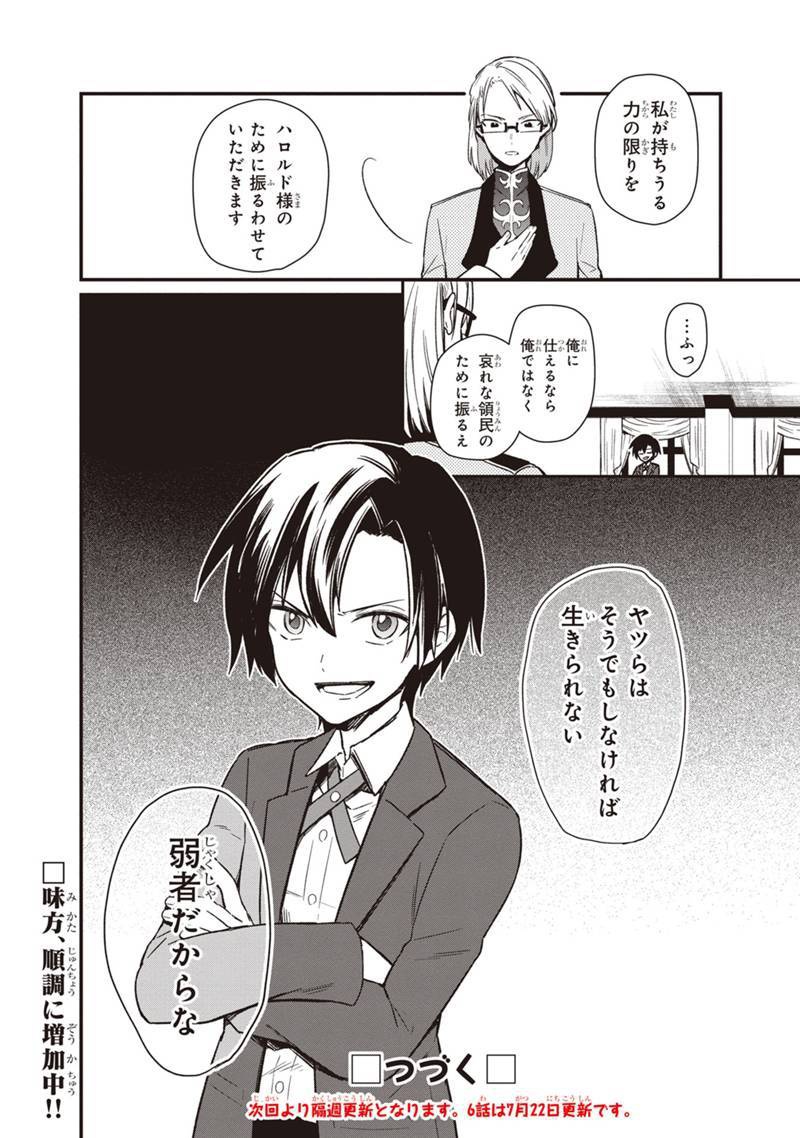 私が持ちうる
力の限りを
ハロルド様の
ために振るわせて
いただきます
…ふっ
俺に
仕えるなら
俺ではなく
哀れな領民の
ために振るえ
ヤツらは
そうでもしなければ
生きられない
弱者だからな
□つづく□
次回より隔週更新となります。6話は7月22日更新です。
□味方、順調に増加中!!